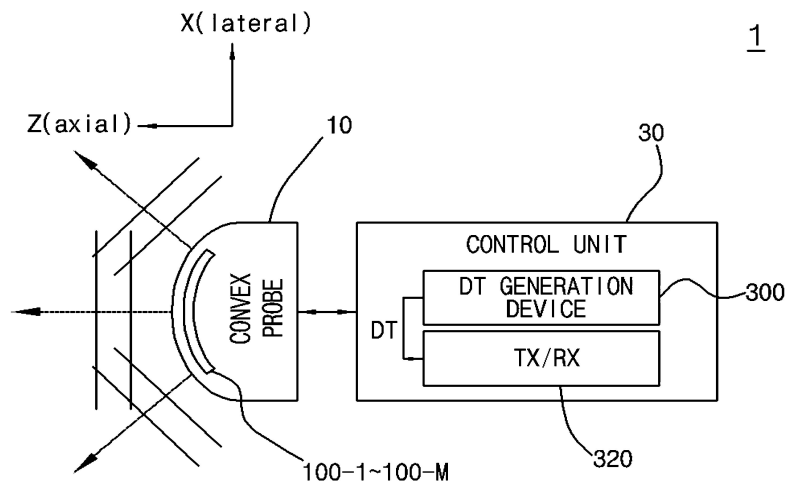 X(lateral)
1
Z(axial)
10
30
CONTROL UNIT
CONVEX
PROBE
DT GENERATION
DEVICE
300
DT
TX/RX
320
100-1~100-M